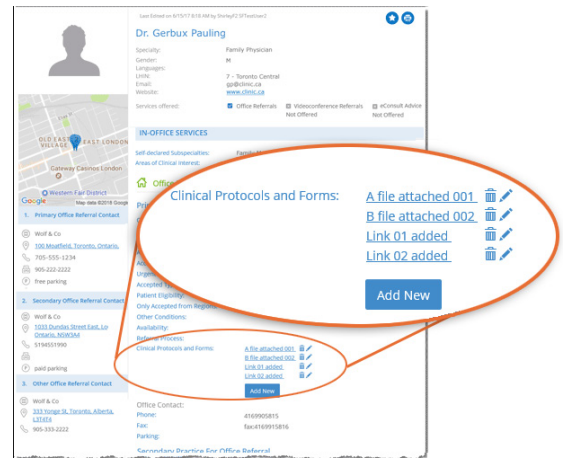 Last Edited on 9/15/17 8:18 AM by ShirleyF2 SFTestUser2
Dr. Gerbux Pauling
Specialty: Family Physician
Gender: M
Languages:
LHIN: 7 – Toronto Central
Email: gp@clinic.ca
Website: www.clinic.ca
Services offered: Office Referrals Videoconference Referrals eConsult Advice
Not Offered Not Offered
IN-OFFICE SERVICES
Self declared Subspecialties:
Areas of Clinical Interest:
OLD EAST VILLAGE
EAST LONDON
Gateway Casinos London
Western Fair District
Google Map data ©2018 Google
1. Primary Office Referral Contact
Wolf & Co
100 Moatfield, Toronto, Ontario,
705-555-1234
905-222-2222
free parking
2. Secondary Office Referral Contact
Wolf & Co
1033 Dundas Street East, Lo
Ontario, N5W3A4
5194551990
paid parking
3. Other Office Referral Contact
Wolf & Co
333 Yonge St, Toronto, Alberta,
L3T4T4
905-333-2222
Accepted
Patient Eligibility:
Only Accepted from Regions
Other Conditions:
Availability:
Referral Process:
Clinical Protocols and Forms: A file attached 001
B file attached 002
Link 01 added
Link 02 added
Add New
Office Contact:
Phone: 4169905815
Fax: fax:4169915816
Parking:
Secondary Practice For Office Referral
Clinical Protocols and Forms: A file attached 001
B file attached 002
Link 01 added
Link 02 added
Add New